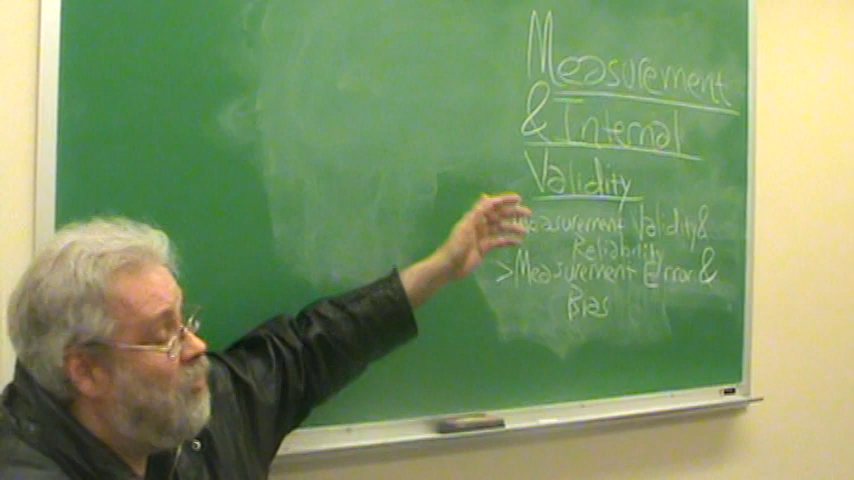 Measurement
& Internal
Validity
> Measurement Validity &
Reliability
> Measurement Error &
Bias